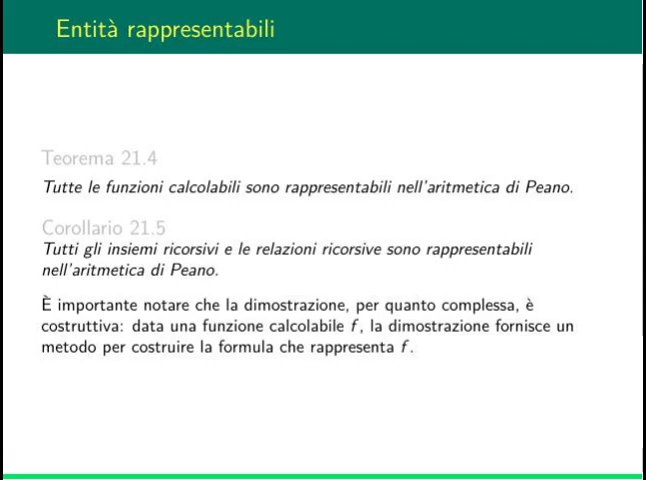 Entità rappresentabili
Teorema 21.4
Tutte le funzioni calcolabili sono rappresentabili nell'aritmetica di Peano.
Corollario 21.5
Tutti gli insiemi ricorsivi e le relazioni ricorsive sono rappresentabili
nell'aritmetica di Peano.
È importante notare che la dimostrazione, per quanto complessa, è
costruttiva: data una funzione calcolabile f, la dimostrazione fornisce un
metodo per costruire la formula che rappresenta f.